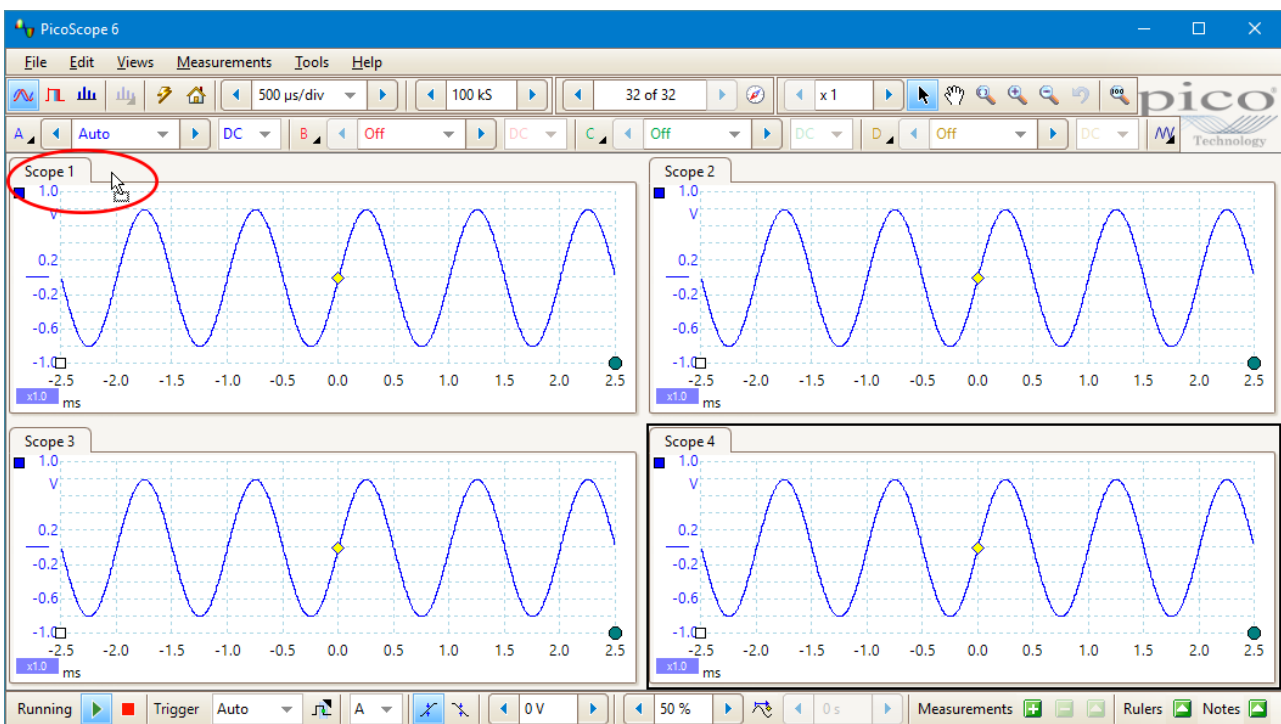 PicoScope 6
File Edit Views Measurements Tools Help
500 µs/div 100 kS 32 of 32 x 1
pico
Technology
A Auto DC B Off DC C Off DC D Off DC
Scope 1
1.0
V
0.2
-0.2
-0.6
-1.0
-2.5 -2.0 -1.5 -1.0 -0.5 0.0 0.5 1.0 1.5 2.0 2.5
x1.0 ms
Scope 2
1.0
V
0.2
-0.2
-0.6
-1.0
-2.5 -2.0 -1.5 -1.0 -0.5 0.0 0.5 1.0 1.5 2.0 2.5
x1.0 ms
Scope 3
1.0
V
0.2
-0.2
-0.6
-1.0
-2.5 -2.0 -1.5 -1.0 -0.5 0.0 0.5 1.0 1.5 2.0 2.5
x1.0 ms
Scope 4
1.0
V
0.2
-0.2
-0.6
-1.0
-2.5 -2.0 -1.5 -1.0 -0.5 0.0 0.5 1.0 1.5 2.0 2.5
x1.0 ms
Running Trigger Auto A 0 V 50 % 0 s Measurements Rulers Notes